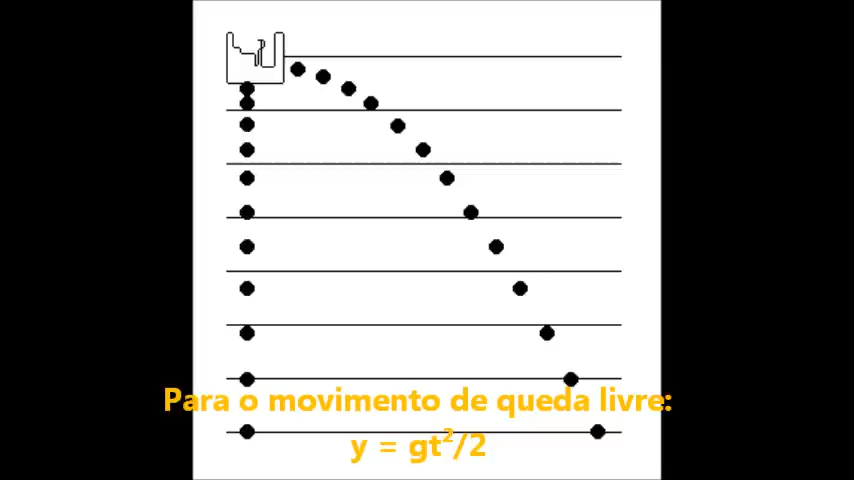 Para o movimento de queda livre:
y = gt²/2